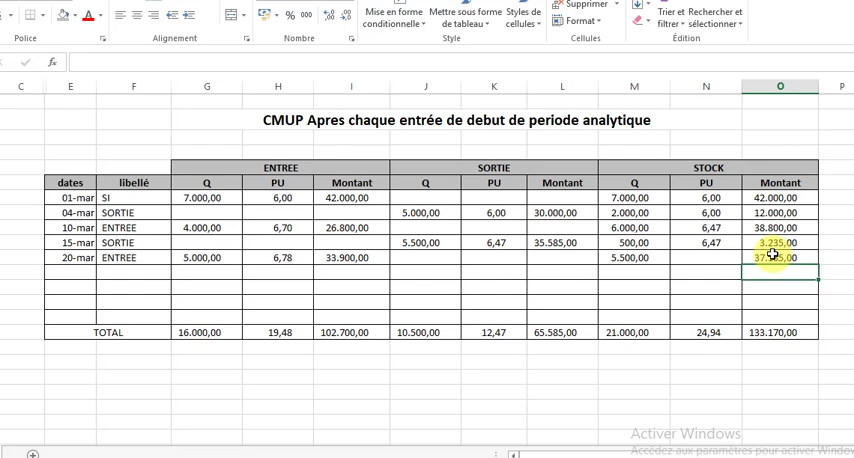 Supprimer
Mise en forme Mettre sous forme Styles de Trier et Rechercher et
conditionnelle de tableau cellules Format filtrer sélectionner
Police Alignement Nombre Style Cellules Édition
% 000
fx
C E F G H I J K L M N O P
CMUP Apres chaque entrée de debut de periode analytique
ENTREE SORTIE STOCK
dates libellé Q PU Montant Q PU Montant Q PU Montant
01-mar SI 7.000,00 6,00 42.000,00 7.000,00 6,00 42.000,00
04-mar SORTIE 5.000,00 6,00 30.000,00 2.000,00 6,00 12.000,00
10-mar ENTREE 4.000,00 6,70 26.800,00 6.000,00 6,47 38.800,00
15-mar SORTIE 5.500,00 6,47 35.585,00 500,00 6,47 3.235,00
20-mar ENTREE 5.000,00 6,78 33.900,00 5.500,00
TOTAL 16.000,00 19,48 102.700,00 10.500,00 12,47 65.585,00 21.000,00 24,94 133.170,00
Activer Windows
Accédez aux paramètres pour activer Window